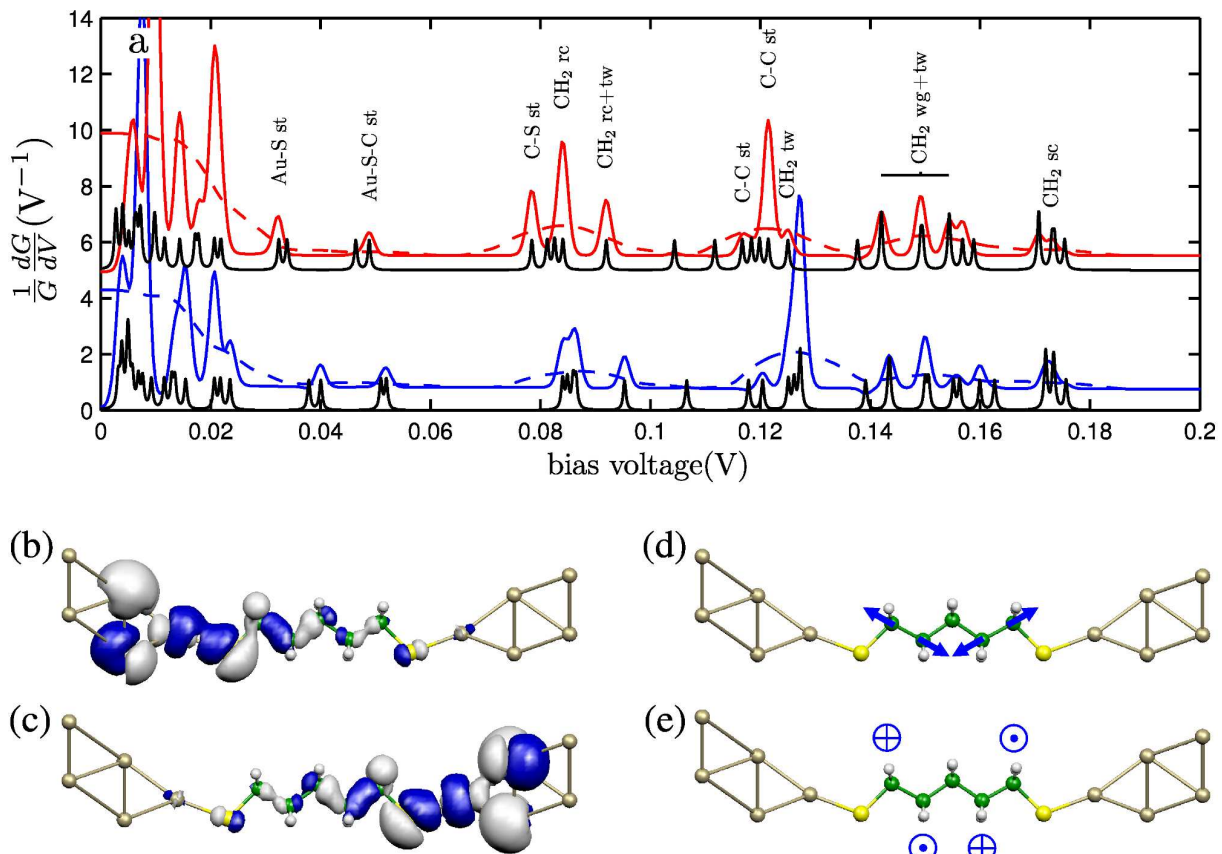 a
14
12
10
8
6
4
2
0
1/G dG/dV (V−1)
Au-S st
Au-S-C st
C-S st
CH2 rc
CH2 rc+tw
C-C st
C-C st
CH2 tw
CH2 wg+tw
CH2 sc
0 0.02 0.04 0.06 0.08 0.1 0.12 0.14 0.16 0.18 0.2
bias voltage(V)
(b) (d)
(c) (e)